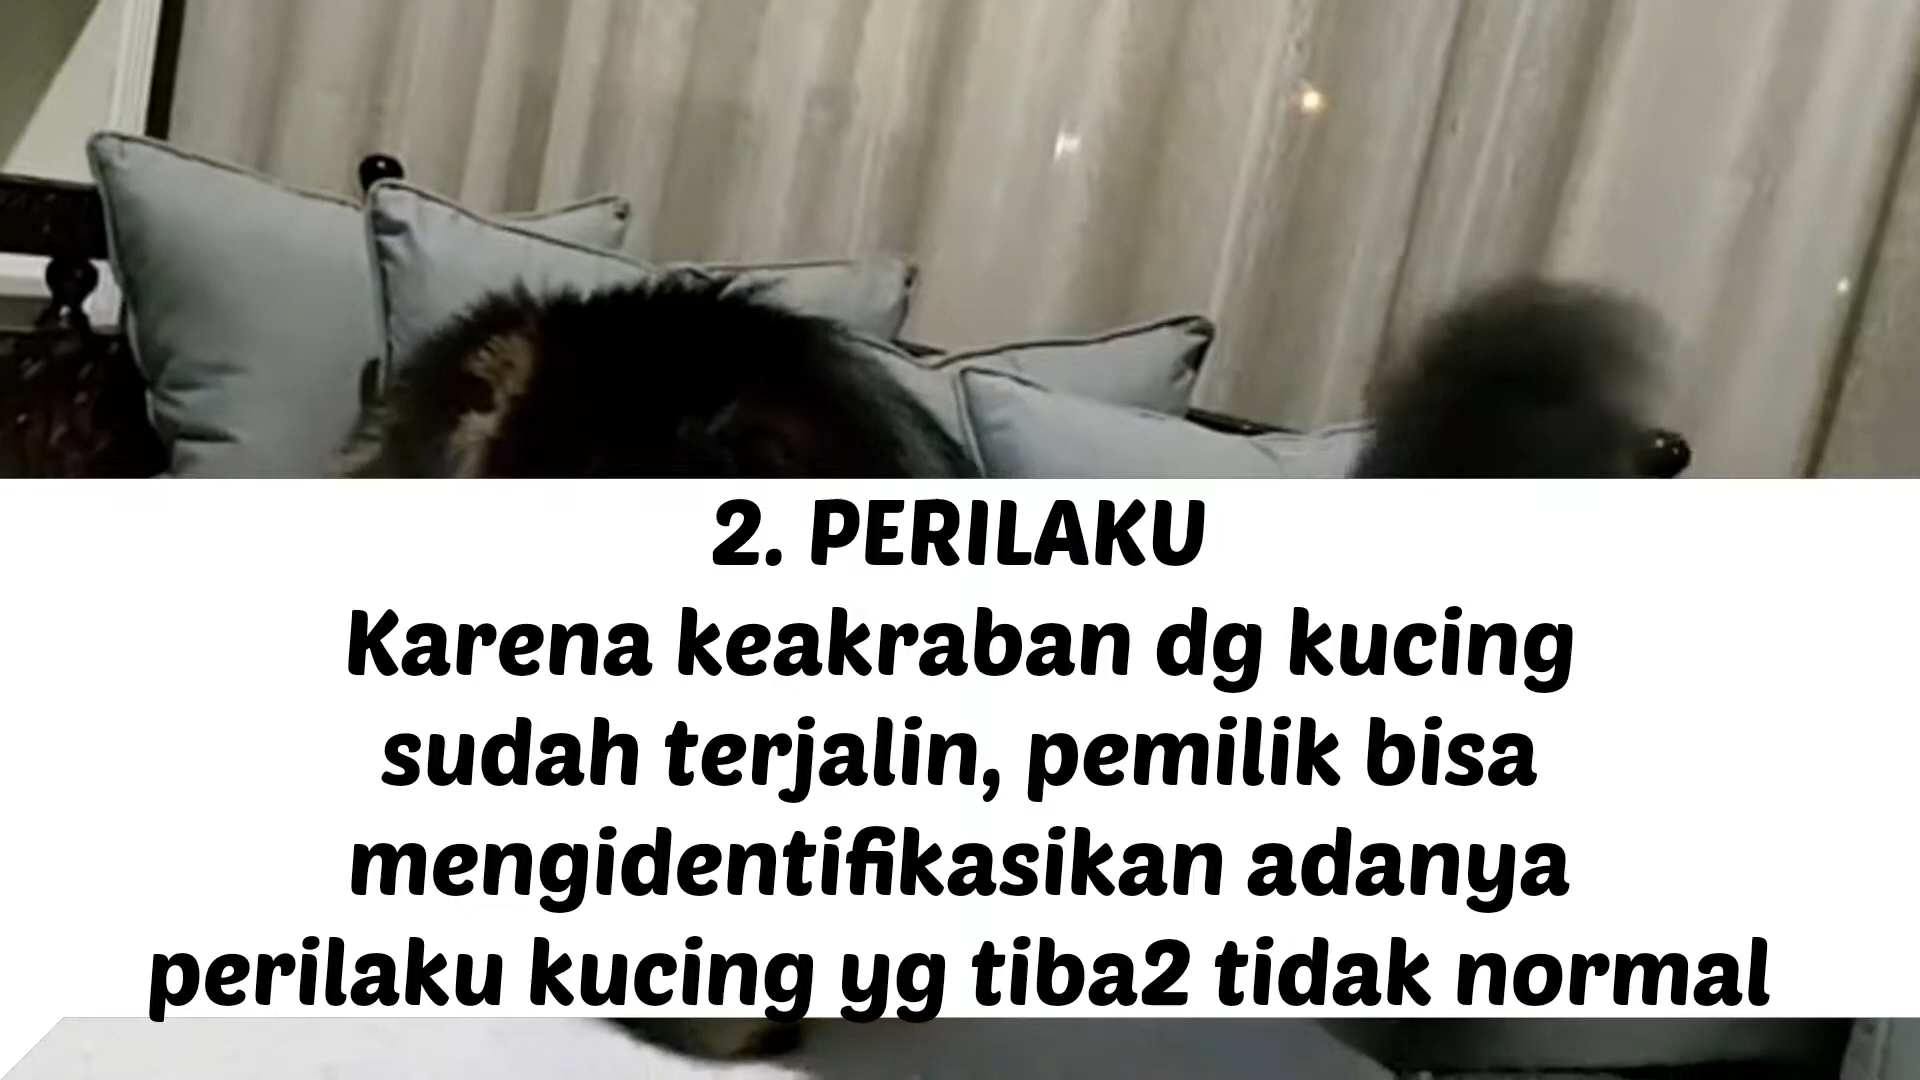 2. PERILAKU
Karena keakraban dg kucing
sudah terjalin, pemilik bisa
mengidentifikasikan adanya
perilaku kucing yg tiba2 tidak normal